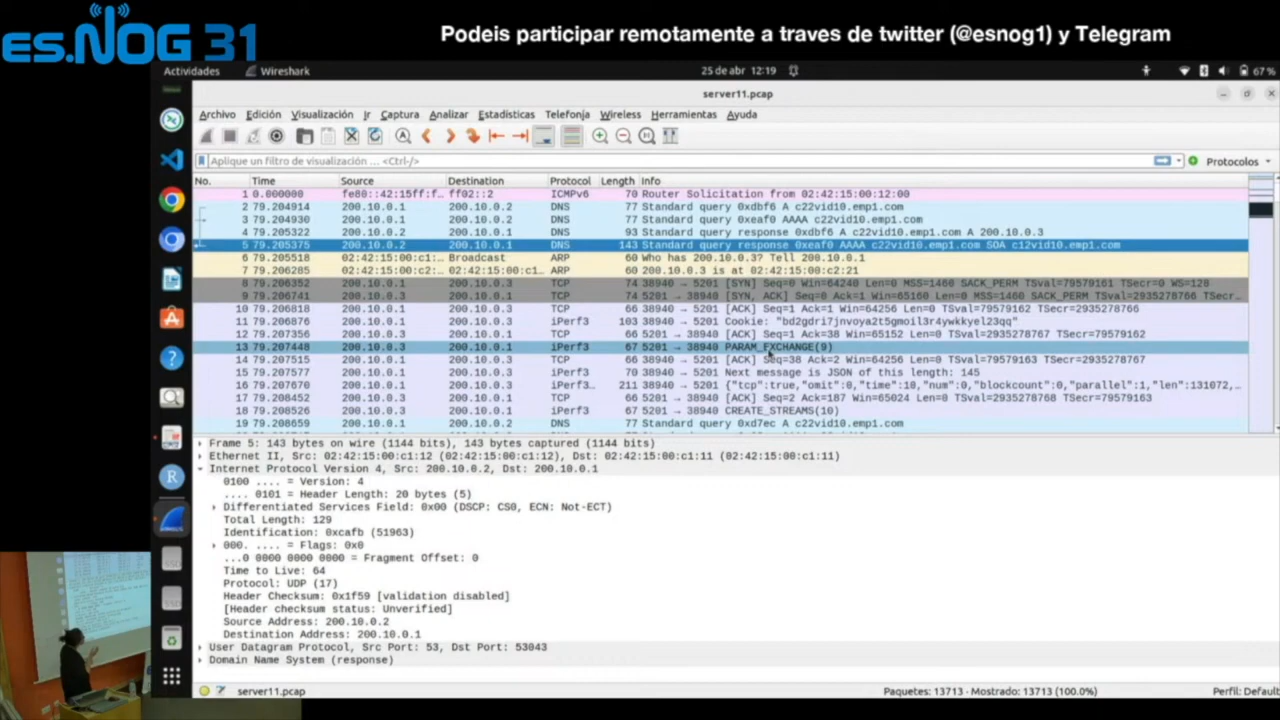 es.NOG 31
Podeis participar remotamente a traves de twitter (@esnog1) y Telegram
Actividades Wireshark 25 de abr 12:19 67 %
server11.pcap
Archivo Edición Visualización Ir Captura Analizar Estadísticas Telefonía Wireless Herramientas Ayuda
Aplique un filtro de visualización … <Ctrl-/> Protocolos
No. Time Source Destination Protocol Length Info
1 0.000000 fe80::42:15ff:f… ff02::2 ICMPv6 70 Router Solicitation from 02:42:15:00:12:00
2 79.204914 200.10.0.1 200.10.0.2 DNS 77 Standard query 0xdbf6 A c22vid10.emp1.com
3 79.204930 200.10.0.1 200.10.0.2 DNS 77 Standard query 0xeaf0 AAAA c22vid10.emp1.com
4 79.205322 200.10.0.2 200.10.0.1 DNS 93 Standard query response 0xdbf6 A c22vid10.emp1.com A 200.10.0.3
5 79.205375 200.10.0.2 200.10.0.1 DNS 143 Standard query response 0xeaf0 AAAA c22vid10.emp1.com SOA c12vid10.emp1.com
6 79.205518 02:42:15:00:c1:… Broadcast ARP 60 Who has 200.10.0.3? Tell 200.10.0.1
7 79.206285 02:42:15:00:c2:… 02:42:15:00:c1… ARP 60 200.10.0.3 is at 02:42:15:00:c2:21
8 79.206352 200.10.0.1 200.10.0.3 TCP 74 38940 → 5201 [SYN] Seq=0 Win=64240 Len=0 MSS=1460 SACK_PERM TSval=79579161 TSecr=0 WS=128
9 79.206741 200.10.0.3 200.10.0.1 TCP 74 5201 → 38940 [SYN, ACK] Seq=0 Ack=1 Win=65160 Len=0 MSS=1460 SACK_PERM TSval=2935278766 TSecr…
10 79.206818 200.10.0.1 200.10.0.3 TCP 66 38940 → 5201 [ACK] Seq=1 Ack=1 Win=64256 Len=0 TSval=79579162 TSecr=2935278766
11 79.206876 200.10.0.1 200.10.0.3 iPerf3 103 38940 → 5201 Cookie: "bd2gdri7jnvoya2t5gmoil3r4ywkkyel23qq"
12 79.207356 200.10.0.3 200.10.0.1 TCP 66 5201 → 38940 [ACK] Seq=1 Ack=38 Win=65152 Len=0 TSval=2935278767 TSecr=79579162
13 79.207448 200.10.0.3 200.10.0.1 iPerf3 67 5201 → 38940 PARAM_EXCHANGE(9)
14 79.207515 200.10.0.1 200.10.0.3 TCP 66 38940 → 5201 [ACK] Seq=38 Ack=2 Win=64256 Len=0 TSval=79579163 TSecr=2935278767
15 79.207577 200.10.0.1 200.10.0.3 iPerf3 70 38940 → 5201 Next message is JSON of this length: 145
16 79.207670 200.10.0.1 200.10.0.3 iPerf3… 211 38940 → 5201 {"tcp":true,"omit":0,"time":10,"num":0,"blockcount":0,"parallel":1,"len":131072,…
17 79.208452 200.10.0.3 200.10.0.1 TCP 66 5201 → 38940 [ACK] Seq=2 Ack=187 Win=65024 Len=0 TSval=2935278768 TSecr=79579163
18 79.208526 200.10.0.3 200.10.0.1 iPerf3 67 5201 → 38940 CREATE_STREAMS(10)
19 79.208659 200.10.0.1 200.10.0.2 DNS 77 Standard query 0xd7ec A c22vid10.emp1.com
Frame 5: 143 bytes on wire (1144 bits), 143 bytes captured (1144 bits)
Ethernet II, Src: 02:42:15:00:c1:12 (02:42:15:00:c1:12), Dst: 02:42:15:00:c1:11 (02:42:15:00:c1:11)
Internet Protocol Version 4, Src: 200.10.0.2, Dst: 200.10.0.1
0100 .... = Version: 4
.... 0101 = Header Length: 20 bytes (5)
Differentiated Services Field: 0x00 (DSCP: CS0, ECN: Not-ECT)
Total Length: 129
Identification: 0xcafb (51963)
000. .... = Flags: 0x0
...0 0000 0000 0000 = Fragment Offset: 0
Time to Live: 64
Protocol: UDP (17)
Header Checksum: 0x1f59 [validation disabled]
[Header checksum status: Unverified]
Source Address: 200.10.0.2
Destination Address: 200.10.0.1
User Datagram Protocol, Src Port: 53, Dst Port: 53043
Domain Name System (response)
server11.pcap Paquetes: 13713 · Mostrado: 13713 (100.0%) Perfil: Default